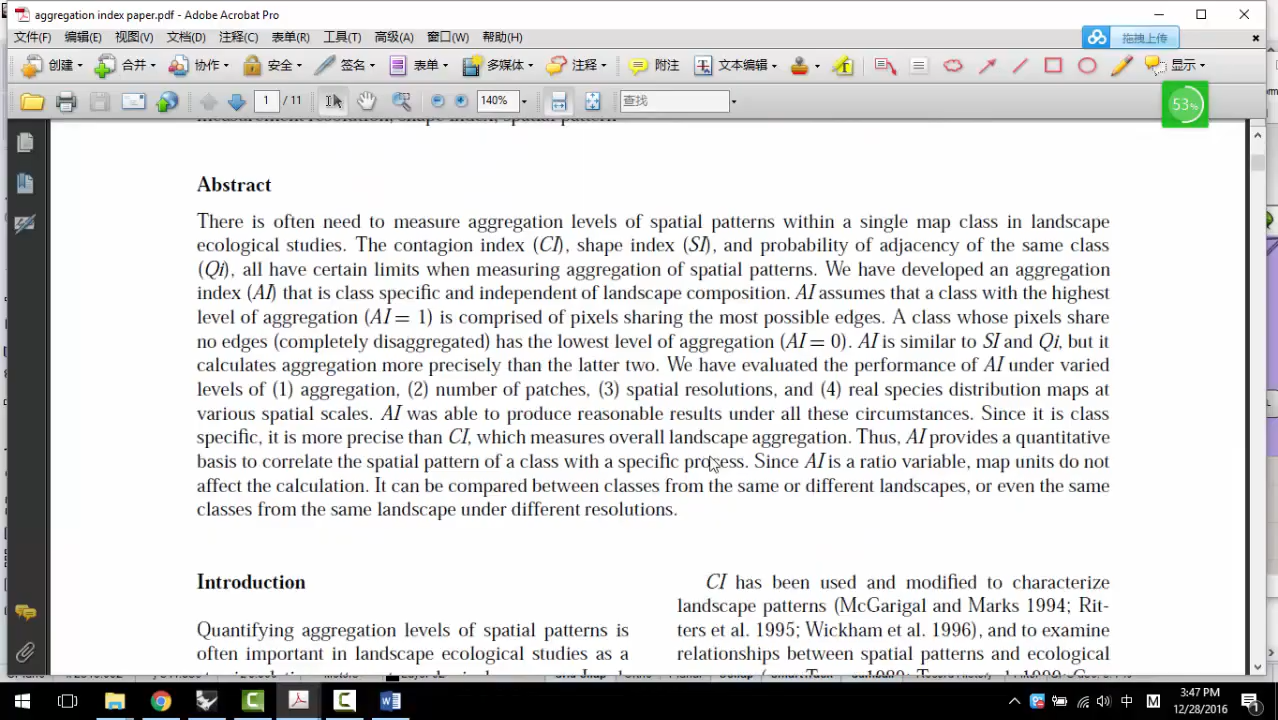 aggregation index paper.pdf - Adobe Acrobat Pro
文件(F) 编辑(E) 视图(V) 文档(D) 注释(C) 表单(R) 工具(T) 高级(A) 窗口(W) 帮助(H)
拖拽上传
创建 合并 协作 安全 签名 表单 多媒体 注释 附注 文本编辑 显示
1 / 11 140% 查找
53%
measurement resolution, shape index, spatial pattern
Abstract
There is often need to measure aggregation levels of spatial patterns within a single map class in landscape
ecological studies. The contagion index (CI), shape index (SI), and probability of adjacency of the same class
(Qi), all have certain limits when measuring aggregation of spatial patterns. We have developed an aggregation
index (AI) that is class specific and independent of landscape composition. AI assumes that a class with the highest
level of aggregation (AI = 1) is comprised of pixels sharing the most possible edges. A class whose pixels share
no edges (completely disaggregated) has the lowest level of aggregation (AI = 0). AI is similar to SI and Qi, but it
calculates aggregation more precisely than the latter two. We have evaluated the performance of AI under varied
levels of (1) aggregation, (2) number of patches, (3) spatial resolutions, and (4) real species distribution maps at
various spatial scales. AI was able to produce reasonable results under all these circumstances. Since it is class
specific, it is more precise than CI, which measures overall landscape aggregation. Thus, AI provides a quantitative
basis to correlate the spatial pattern of a class with a specific process. Since AI is a ratio variable, map units do not
affect the calculation. It can be compared between classes from the same or different landscapes, or even the same
classes from the same landscape under different resolutions.
Introduction
Quantifying aggregation levels of spatial patterns is
often important in landscape ecological studies as a
CI has been used and modified to characterize
landscape patterns (McGarigal and Marks 1994; Rit-
ters et al. 1995; Wickham et al. 1996), and to examine
relationships between spatial patterns and ecological
中 M
3:47 PM
12/28/2016
1